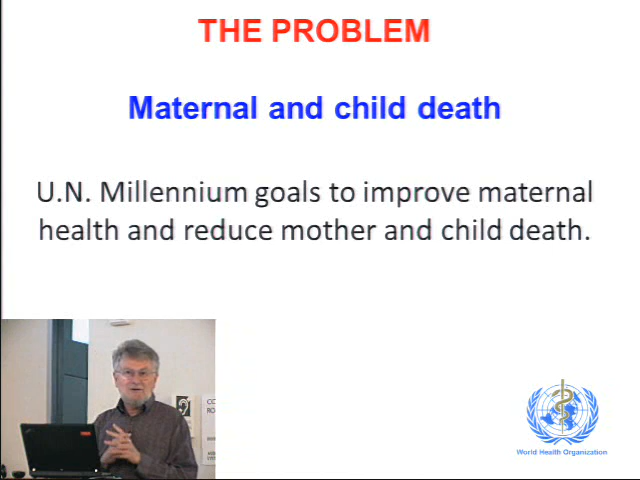 THE PROBLEM
Maternal and child death
U.N. Millennium goals to improve maternal
health and reduce mother and child death.
World Health Organization